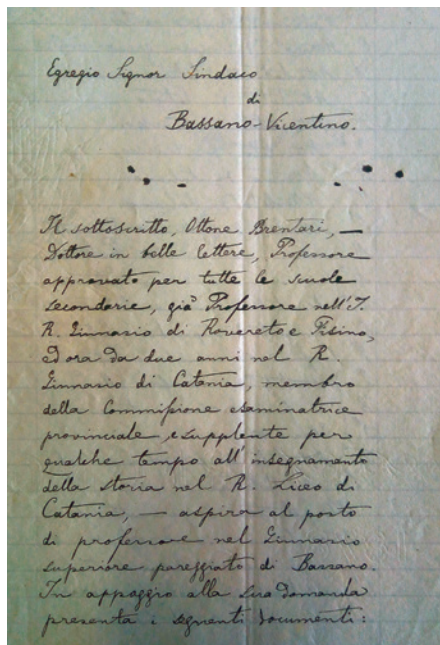 Egregio Signor Sindaco
di
Bassano-Vicentino.
Il sottoscritto, Ottone Brentari, —
Dottore in belle lettere, Professore
approvato per tutte le scuole
secondarie, già Professore nell'I.
R. Ginnasio di Rovereto e Pisino,
ed ora da due anni nel R.
Ginnasio di Catania, membro
della Commissione esaminatrice
provinciale, e supplente per
qualche tempo all'insegnamento
della storia nel R. Liceo di
Catania, — aspira al posto
di professore nel Ginnasio
superiore pareggiato di Bassano.
In appoggio alla sua domanda
presenta i seguenti documenti: